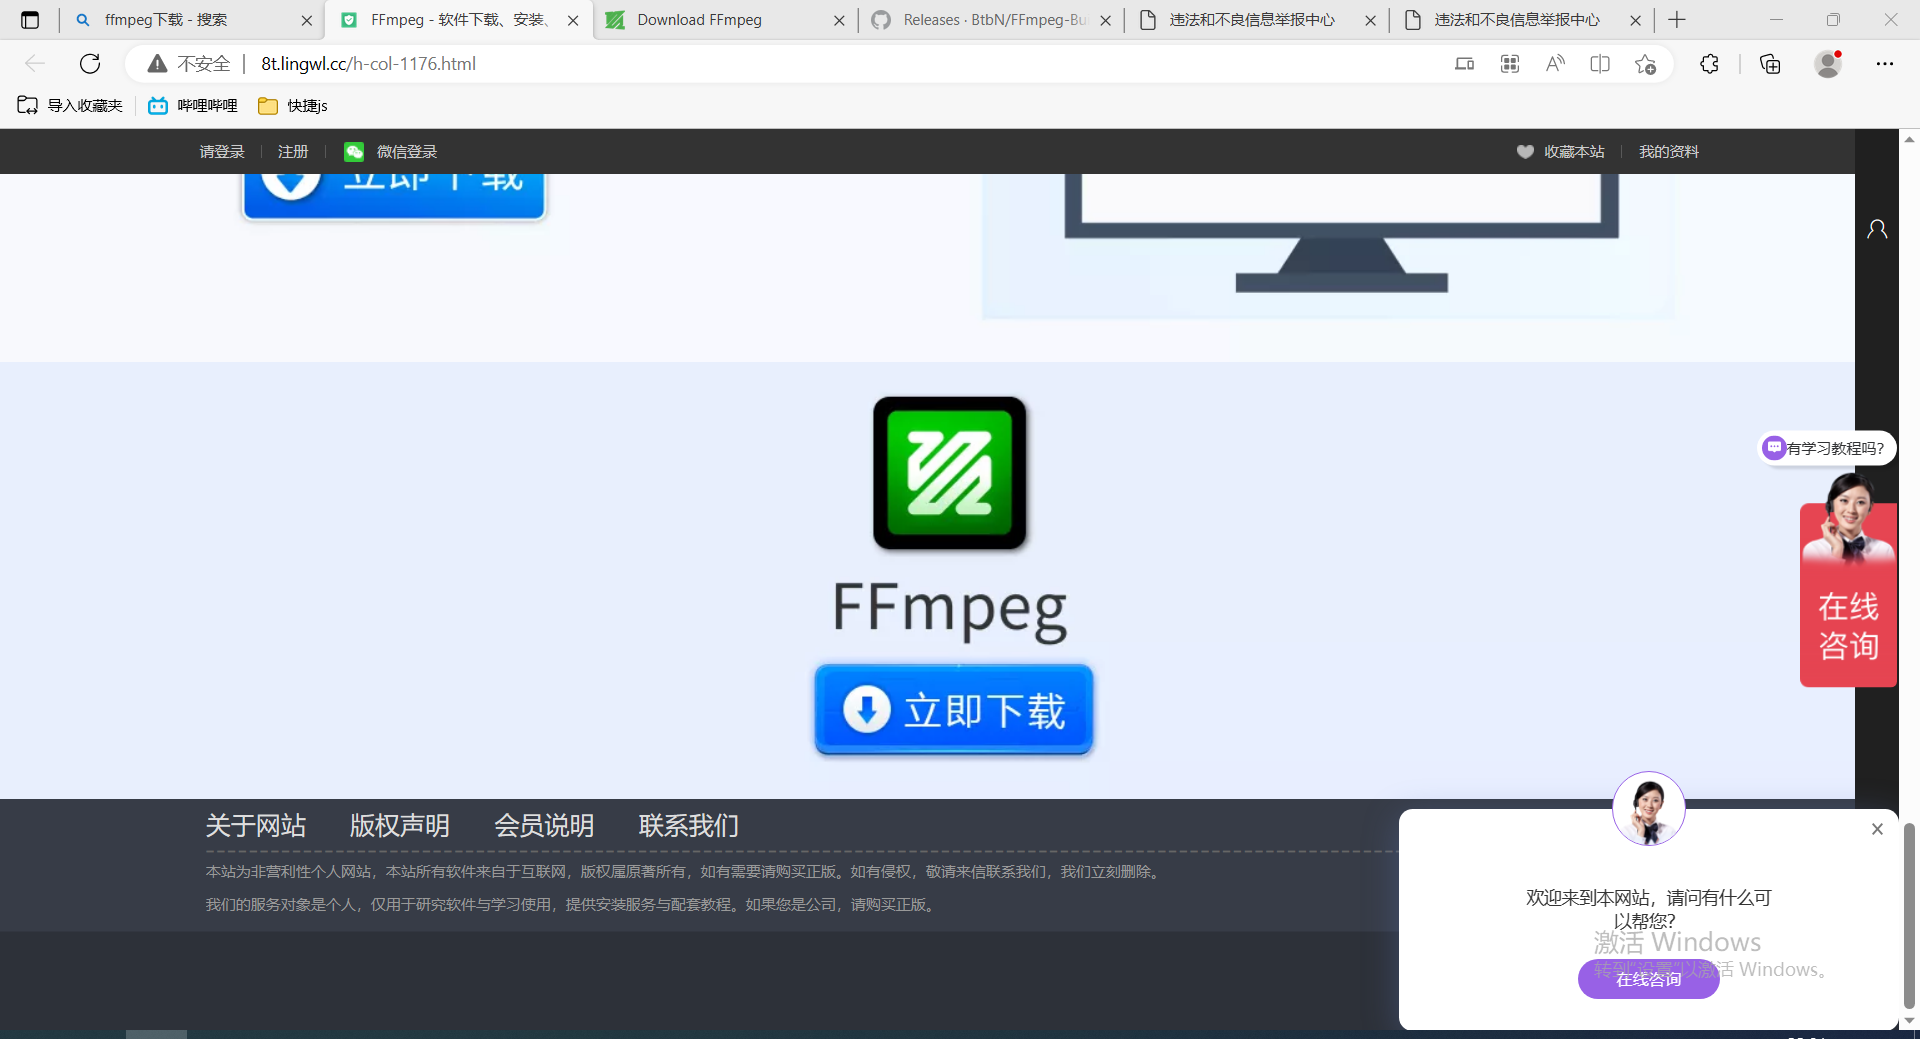 ffmpeg下载 - 搜索
FFmpeg - 软件下载、安装、
Download FFmpeg
Releases · BtbN/FFmpeg-Bu
违法和不良信息举报中心
违法和不良信息举报中心
不安全
8t.lingwl.cc/h-col-1176.html
导入收藏夹
哔哩哔哩
快捷js
请登录
注册
微信登录
收藏本站
我的资料
立即下载
有学习教程吗?
FFmpeg
在线
咨询
立即下载
关于网站
版权声明
会员说明
联系我们
本站为非营利性个人网站，本站所有软件来自于互联网，版权属原著所有，如有需要请购买正版。如有侵权，敬请来信联系我们，我们立刻删除。
我们的服务对象是个人，仅用于研究软件与学习使用，提供安装服务与配套教程。如果您是公司，请购买正版。
欢迎来到本网站，请问有什么可
以帮您?
激活 Windows
转到"设置"以激活 Windows。
在线咨询